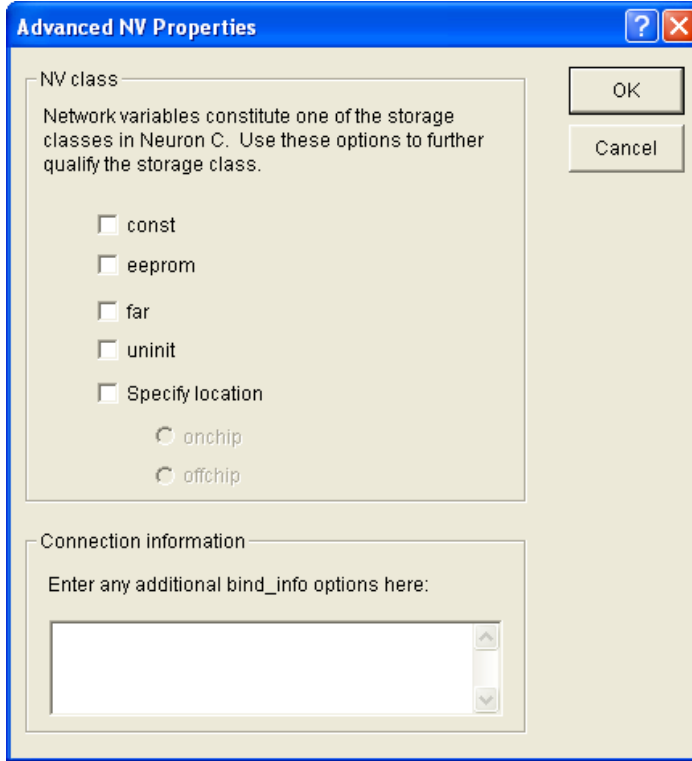 Advanced NV Properties
NV class
Network variables constitute one of the storage
classes in Neuron C. Use these options to further
qualify the storage class.
const
eeprom
far
uninit
Specify location
onchip
offchip
Connection information
Enter any additional bind_info options here:
OK
Cancel